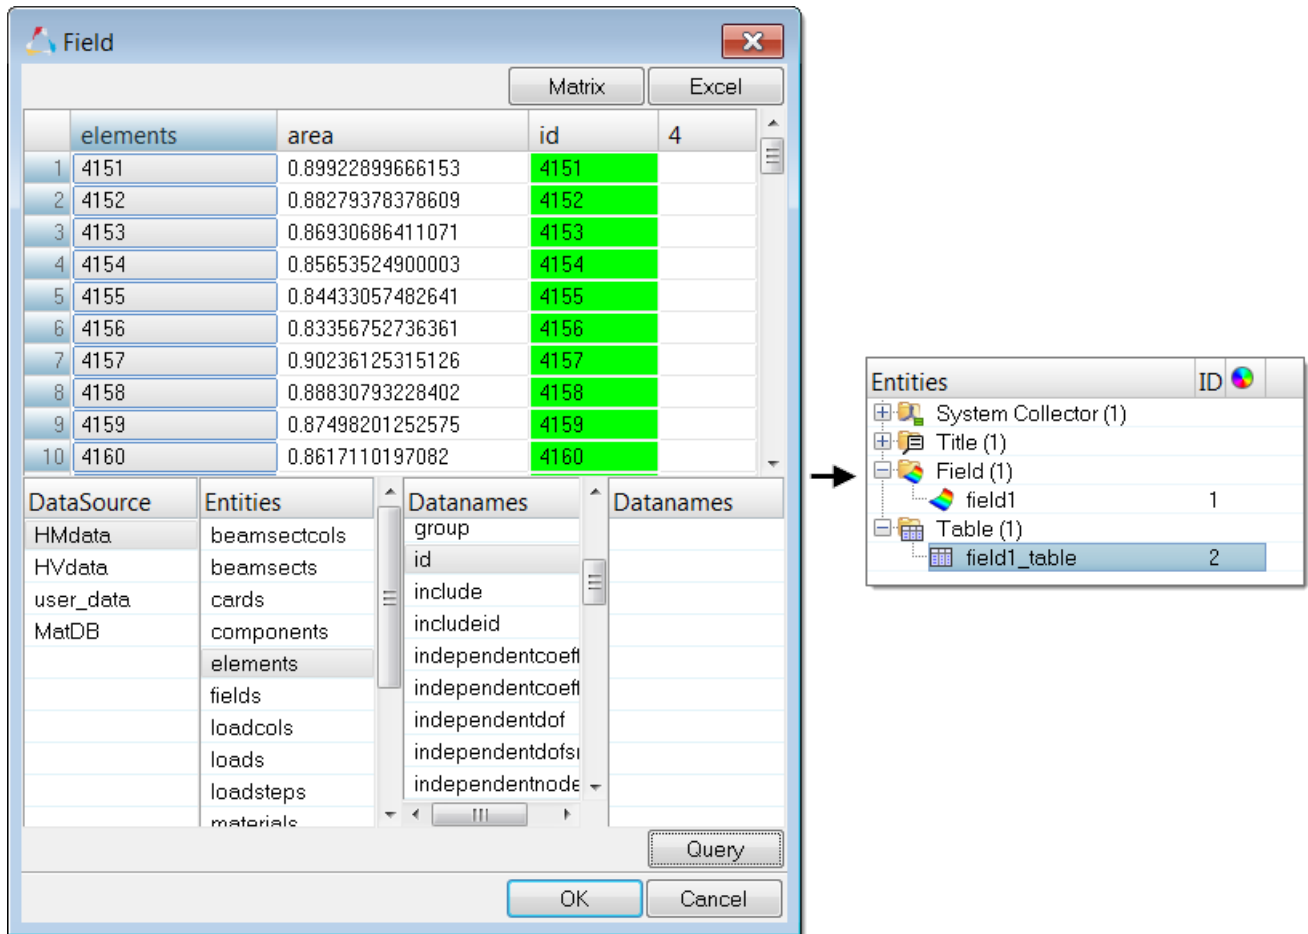 Field
Matrix Excel
elements area id 4
1 4151 0.89922899666153 4151
2 4152 0.88279378378609 4152
3 4153 0.86930686411071 4153
4 4154 0.85653524900003 4154
5 4155 0.84433057482641 4155
6 4156 0.83356752736361 4156
7 4157 0.90236125315126 4157
8 4158 0.88830793228402 4158
9 4159 0.87498201252575 4159
10 4160 0.8617110197082 4160
DataSource Entities Datanames Datanames
HMdata beamsectcols group
HVdata beamsects id
user_data cards include
MatDB components includeid
elements independentcoeff
fields independentcoeff
loadcols independentdof
loads independentdofsi
loadsteps independentnode
materials
Query
OK Cancel
Entities ID
System Collector (1)
Title (1)
Field (1)
field1 1
Table (1)
field1_table 2